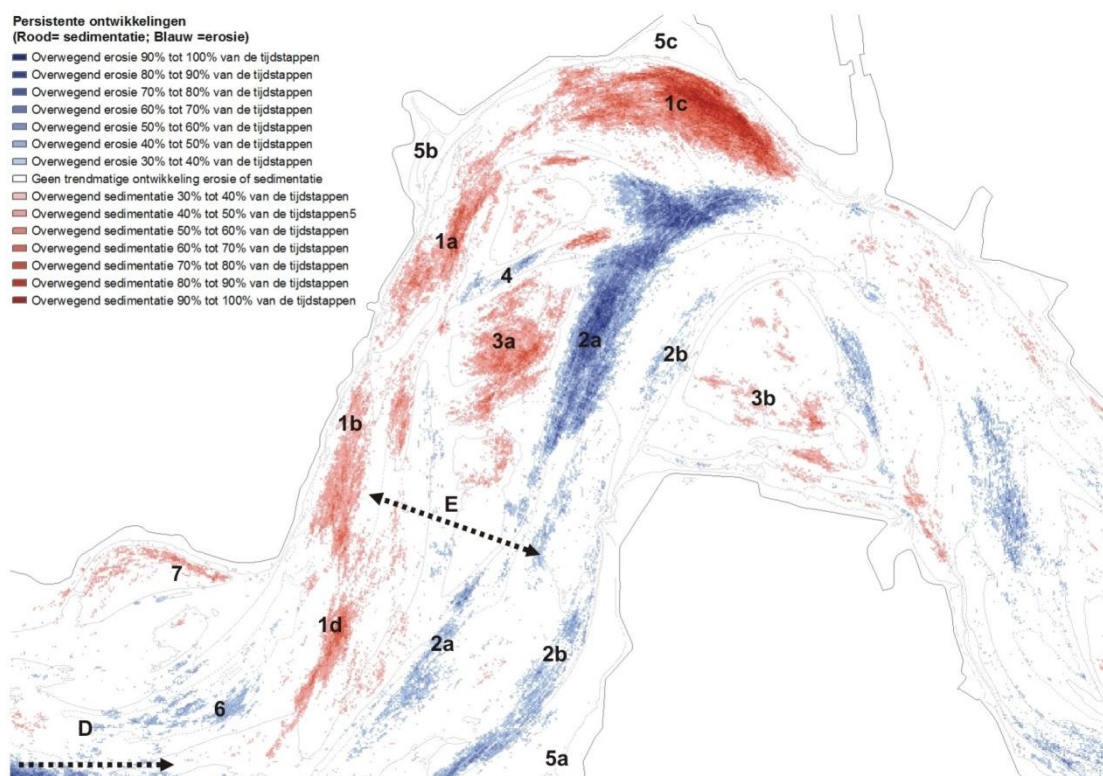 Persistente ontwikkelingen
(Rood= sedimentatie; Blauw =erosie)
Overwegend erosie 90% tot 100% van de tijdstappen
Overwegend erosie 80% tot 90% van de tijdstappen
Overwegend erosie 70% tot 80% van de tijdstappen
Overwegend erosie 60% tot 70% van de tijdstappen
Overwegend erosie 50% tot 60% van de tijdstappen
Overwegend erosie 40% tot 50% van de tijdstappen
Overwegend erosie 30% tot 40% van de tijdstappen
Geen trendmatige ontwikkeling erosie of sedimentatie
Overwegend sedimentatie 30% tot 40% van de tijdstappen
Overwegend sedimentatie 40% tot 50% van de tijdstappen5
Overwegend sedimentatie 50% tot 60% van de tijdstappen
Overwegend sedimentatie 60% tot 70% van de tijdstappen
Overwegend sedimentatie 70% tot 80% van de tijdstappen
Overwegend sedimentatie 80% tot 90% van de tijdstappen
Overwegend sedimentatie 90% tot 100% van de tijdstappen
5c
1c
5b
1a
4
3a
2a
2b
3b
1b
E
7
1d
2a
2b
6
D
5a